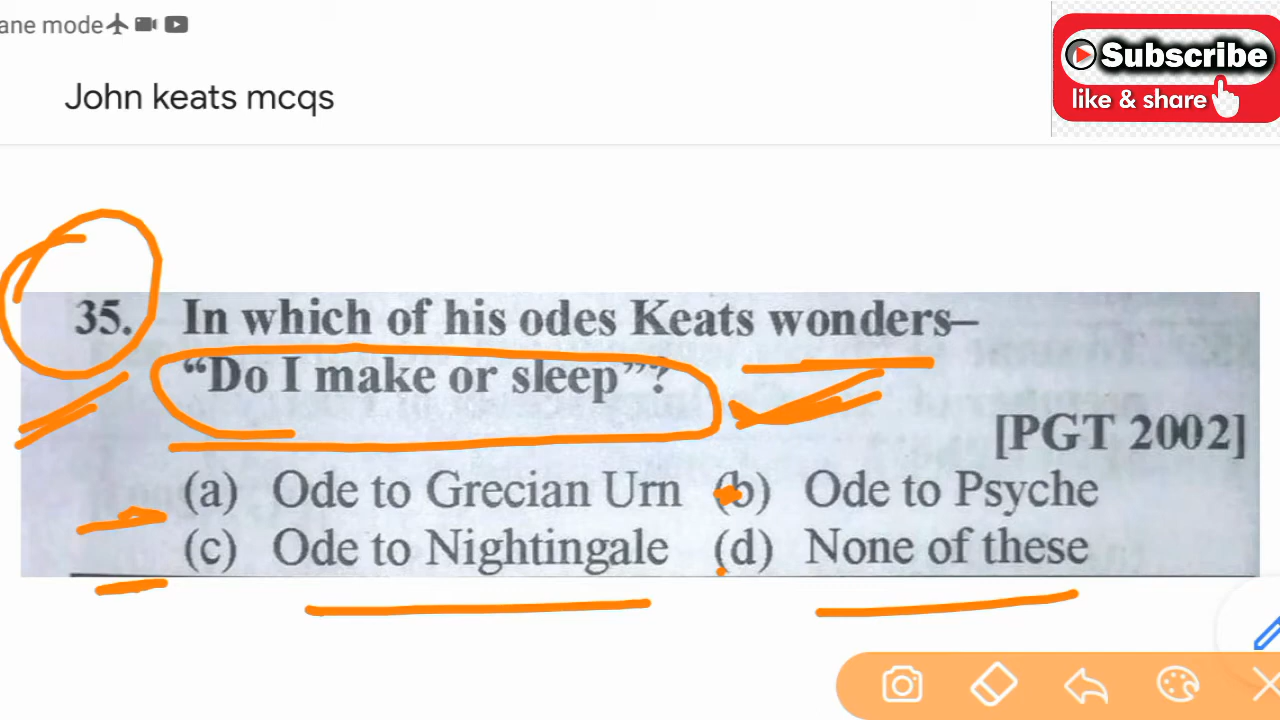 ane mode
Subscribe
like & share
John keats mcqs
35. In which of his odes Keats wonders–
“Do I make or sleep”?
[PGT 2002]
(a) Ode to Grecian Urn (b) Ode to Psyche
(c) Ode to Nightingale (d) None of these